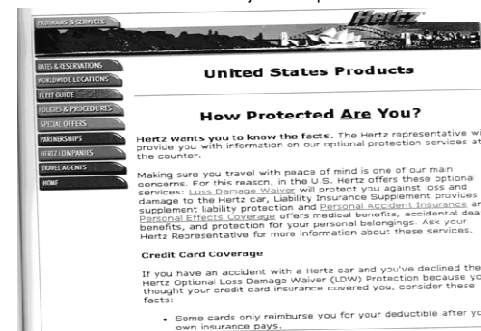 PROGRAMS & SERVICES
Hertz
RATES & RESERVATIONS
WORLDWIDE LOCATIONS
FLEET GUIDE
POLICIES & PROCEDURES
SPECIAL OFFERS
PARTNERSHIPS
HERTZ COMPANIES
TRAVEL AGENTS
HOME
United States Products
How Protected Are You?
Hertz wants you to know the facts. The Hertz representative wi
provide you with information on our optional protection services at
the counter.
Making sure you travel with peace of mind is one of our main
concerns. For this reason, in the U.S. Hertz offers these optional
services: Loss Damage Waiver will protect you against loss and
damage to the Hertz car, Liability Insurance Supplement provides
supplement liability protection and Personal Accident Insurance an
Personal Effects Coverage offers medical benefits, accidental dea
benefits, and protection for your personal belongings. Ask your
Hertz Representative for more information about these services.
Credit Card Coverage
If you have an accident with a Hertz car and you've declined the
Hertz Optional Loss Damage Waiver (LDW) Protection because yo
thought your credit card insurance covered you, consider these
facts:
• Some cards only reimburse you for your deductible after yo
own insurance pays.